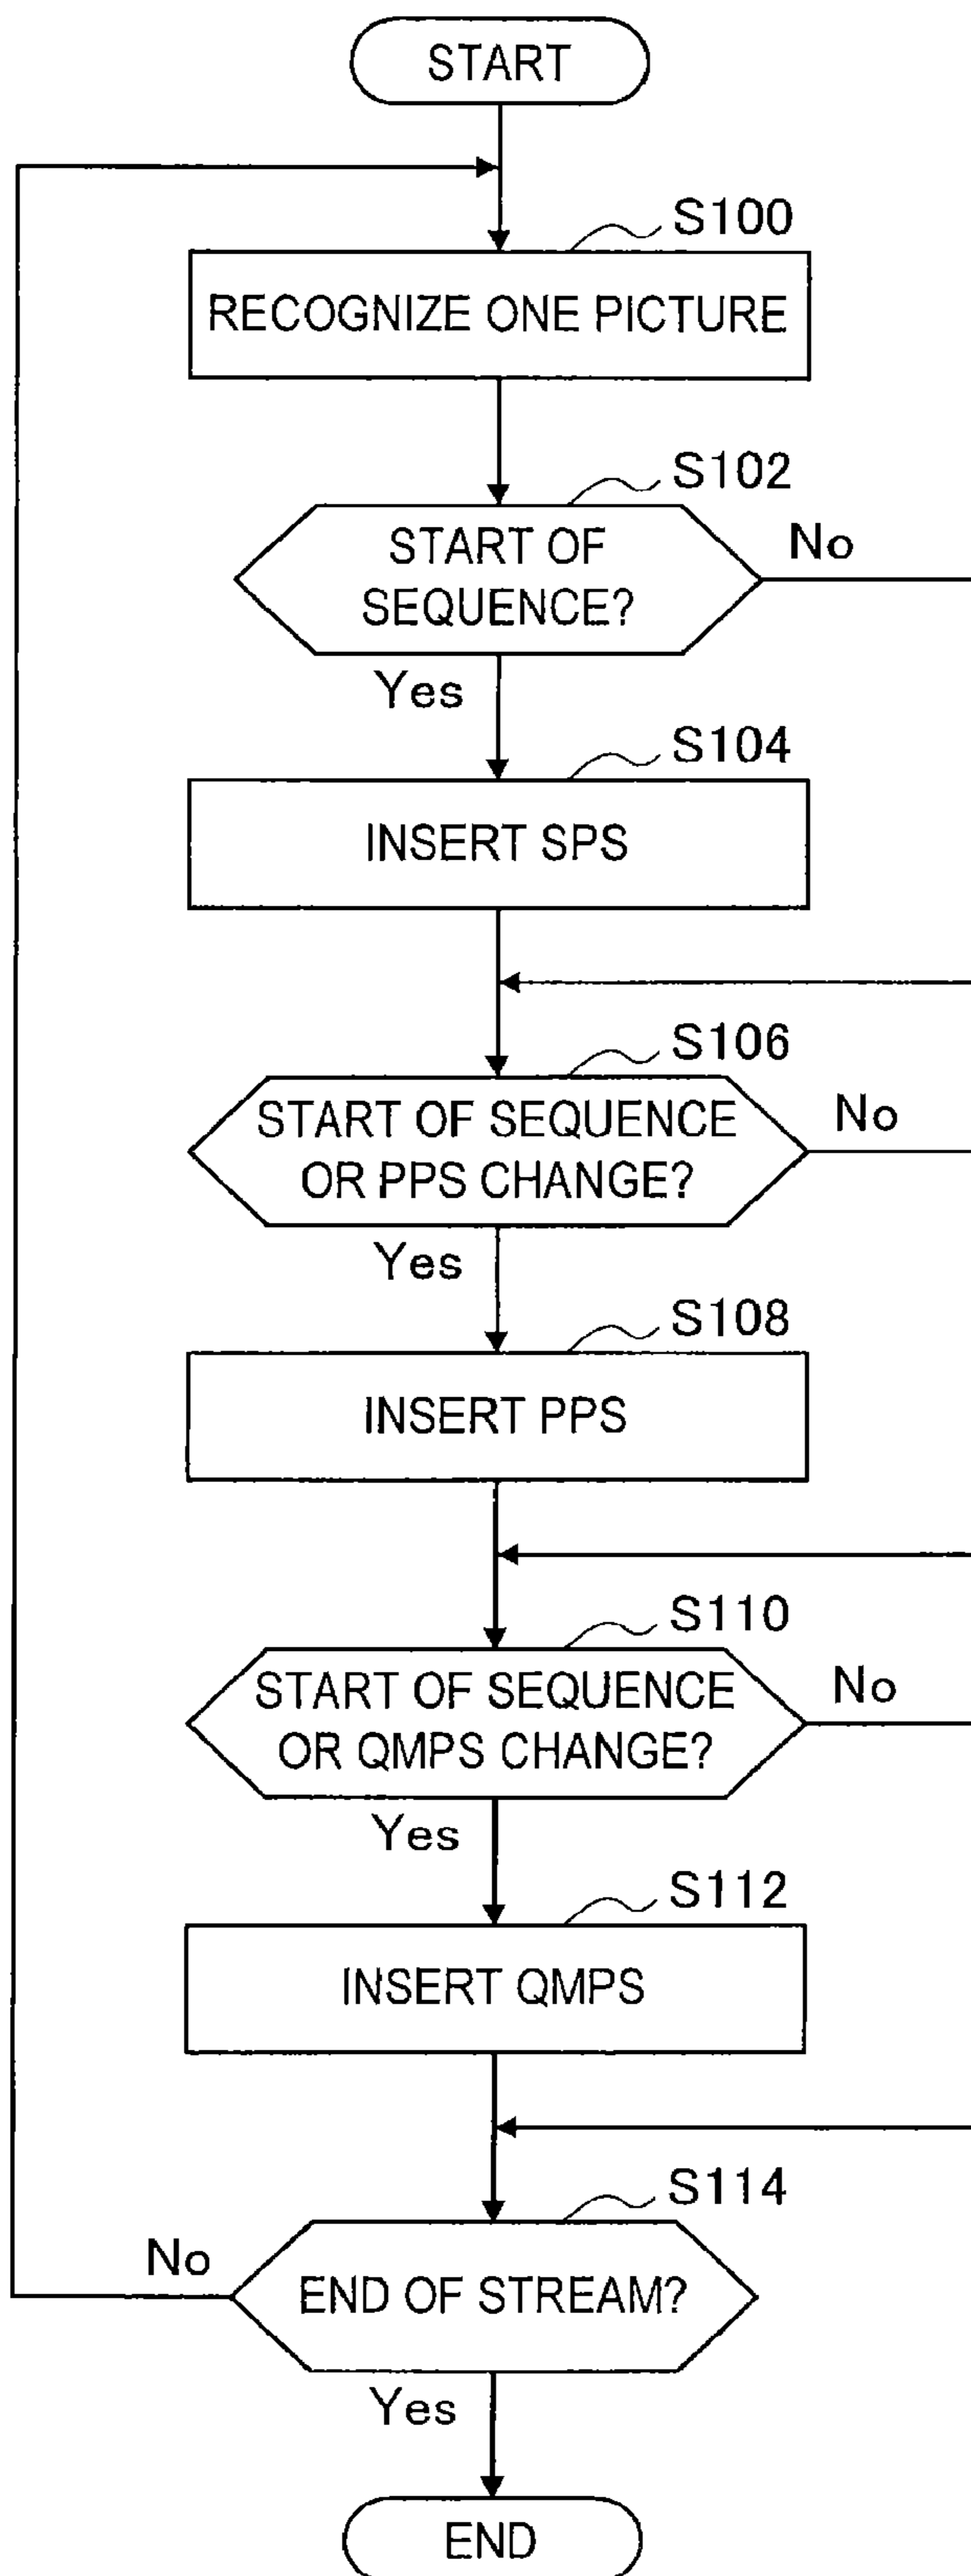 START
S100
RECOGNIZE ONE PICTURE
S102
START OF
SEQUENCE?
No
Yes
S104
INSERT SPS
S106
START OF SEQUENCE
OR PPS CHANGE?
No
Yes
S108
INSERT PPS
S110
START OF SEQUENCE
OR QMPS CHANGE?
No
Yes
S112
INSERT QMPS
S114
No
END OF STREAM?
Yes
END